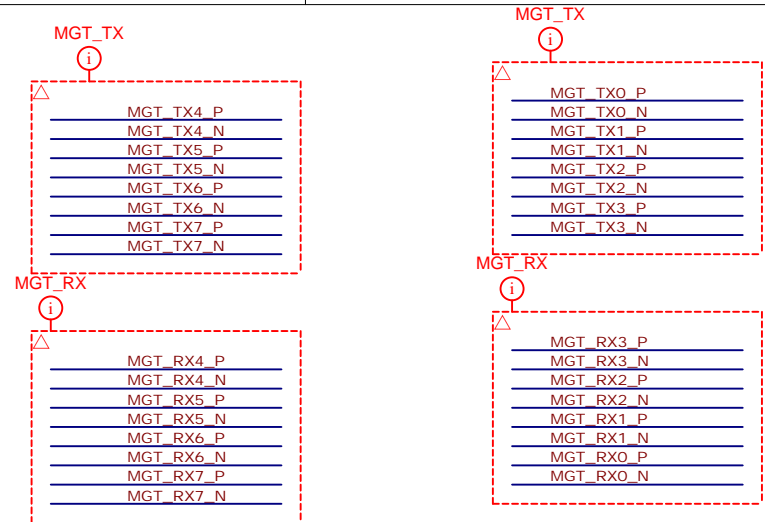 MGT_TX
i
MGT_TX4_P
MGT_TX4_N
MGT_TX5_P
MGT_TX5_N
MGT_TX6_P
MGT_TX6_N
MGT_TX7_P
MGT_TX7_N
MGT_RX
i
MGT_RX4_P
MGT_RX4_N
MGT_RX5_P
MGT_RX5_N
MGT_RX6_P
MGT_RX6_N
MGT_RX7_P
MGT_RX7_N
MGT_TX
i
MGT_TX0_P
MGT_TX0_N
MGT_TX1_P
MGT_TX1_N
MGT_TX2_P
MGT_TX2_N
MGT_TX3_P
MGT_TX3_N
MGT_RX
i
MGT_RX3_P
MGT_RX3_N
MGT_RX2_P
MGT_RX2_N
MGT_RX1_P
MGT_RX1_N
MGT_RX0_P
MGT_RX0_N